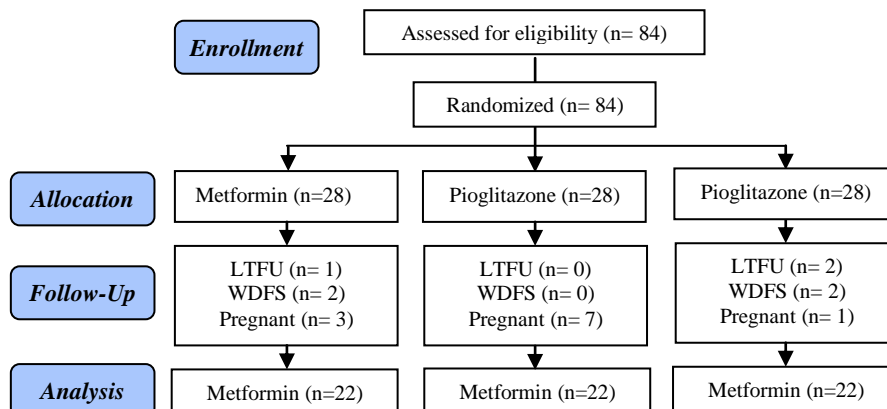 Enrollment
Assessed for eligibility (n= 84)
Randomized (n= 84)
Allocation
Metformin (n=28)
Pioglitazone (n=28)
Pioglitazone (n=28)
Follow-Up
LTFU (n= 1)
WDFS (n= 2)
Pregnant (n= 3)
LTFU (n= 0)
WDFS (n= 0)
Pregnant (n= 7)
LTFU (n= 2)
WDFS (n= 2)
Pregnant (n= 1)
Analysis
Metformin (n=22)
Metformin (n=22)
Metformin (n=22)